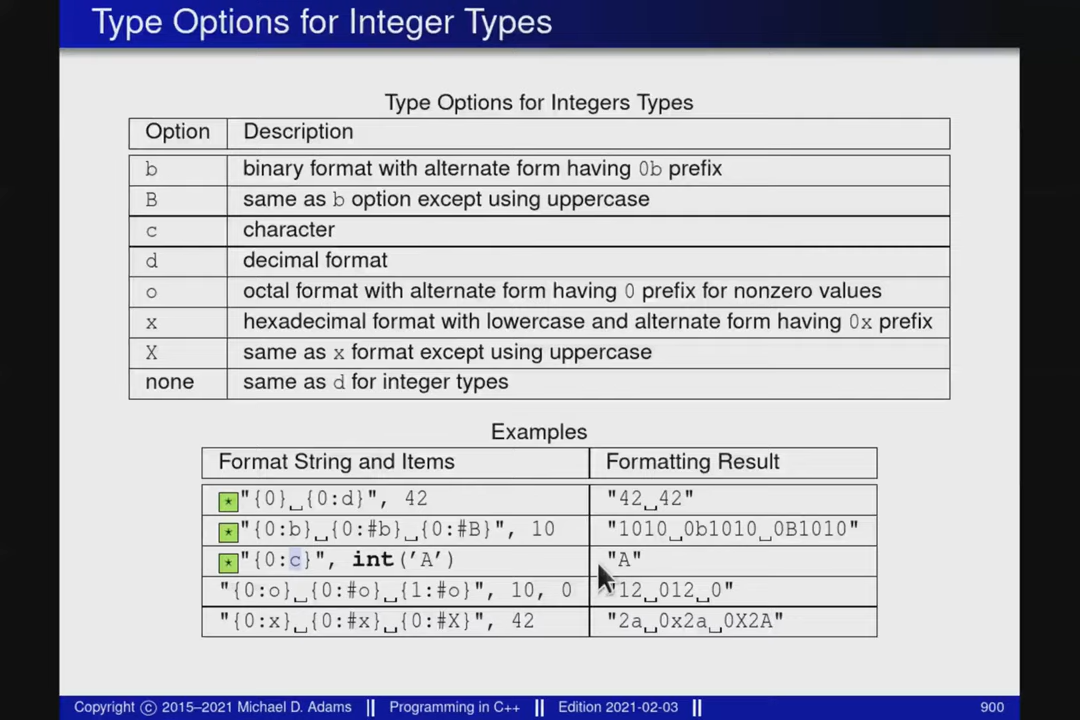 Type Options for Integer Types
Type Options for Integers Types
Option Description
b binary format with alternate form having 0b prefix
B same as b option except using uppercase
c character
d decimal format
o octal format with alternate form having 0 prefix for nonzero values
x hexadecimal format with lowercase and alternate form having 0x prefix
X same as x format except using uppercase
none same as d for integer types
Examples
Format String and Items Formatting Result
"{0}␣{0:d}", 42 "42␣42"
"{0:b}␣{0:#b}␣{0:#B}", 10 "1010␣0b1010␣0B1010"
"{0:c}", int('A') "A"
"{0:o}␣{0:#o}␣{1:#o}", 10, 0 "12␣012␣0"
"{0:x}␣{0:#x}␣{0:#X}", 42 "2a␣0x2a␣0X2A"
Copyright © 2015–2021 Michael D. Adams Programming in C++ Edition 2021-02-03 900